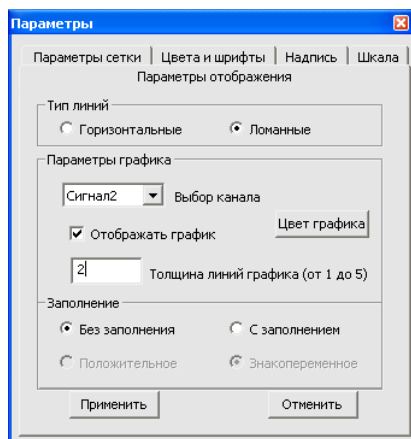 Параметры
Параметры сетки Цвета и шрифты Надпись Шкала
Параметры отображения
Тип линий
Горизонтальные Ломанные
Параметры графика
Сигнал2 Выбор канала
Отображать график Цвет графика
2 Толщина линий графика (от 1 до 5)
Заполнение
Без заполнения С заполнением
Положительное Знакопеременное
Применить Отменить